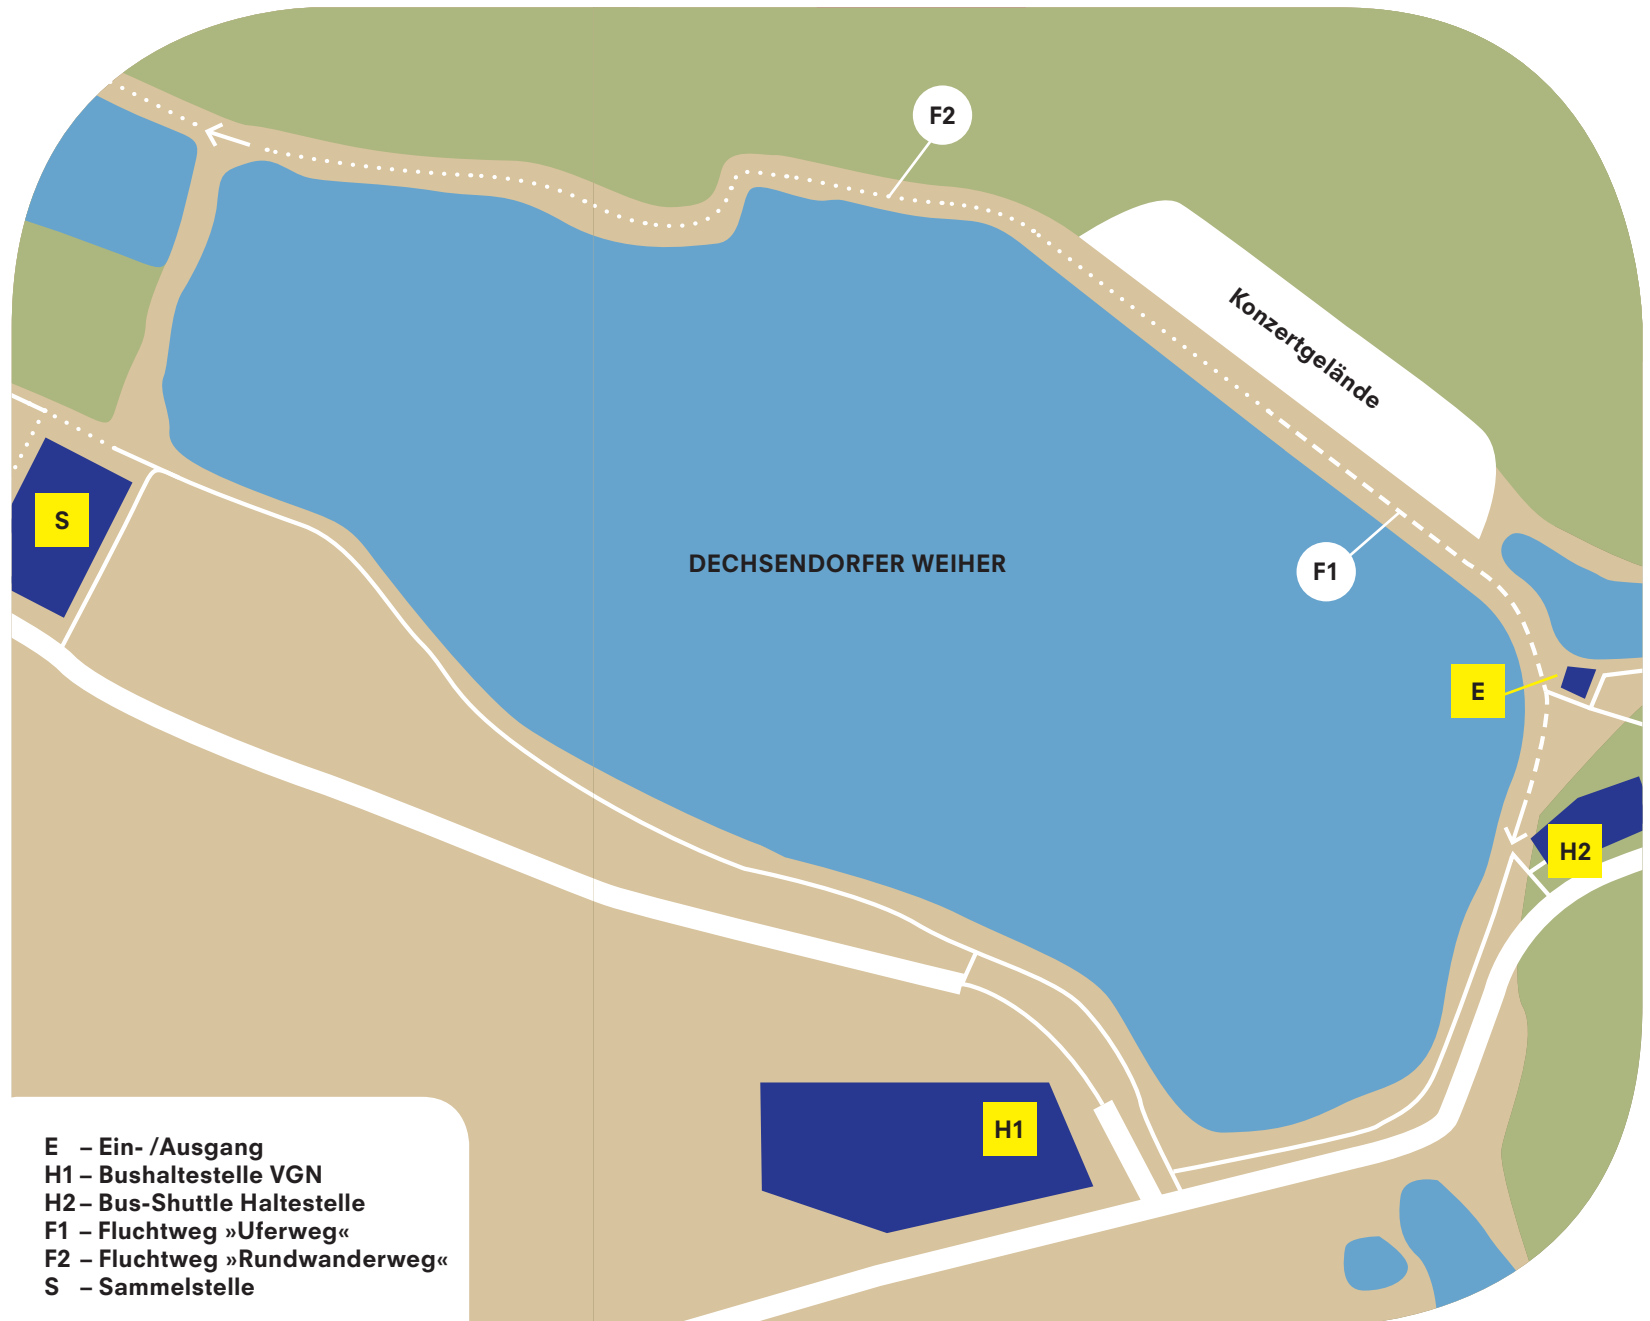 F2
Konzertgelände
S
DECHSENDORFER WEIHER
F1
E
H2
H1
E – Ein- /Ausgang
H1 – Bushaltestelle VGN
H2 – Bus-Shuttle Haltestelle
F1 – Fluchtweg »Uferweg«
F2 – Fluchtweg »Rundwanderweg«
S – Sammelstelle